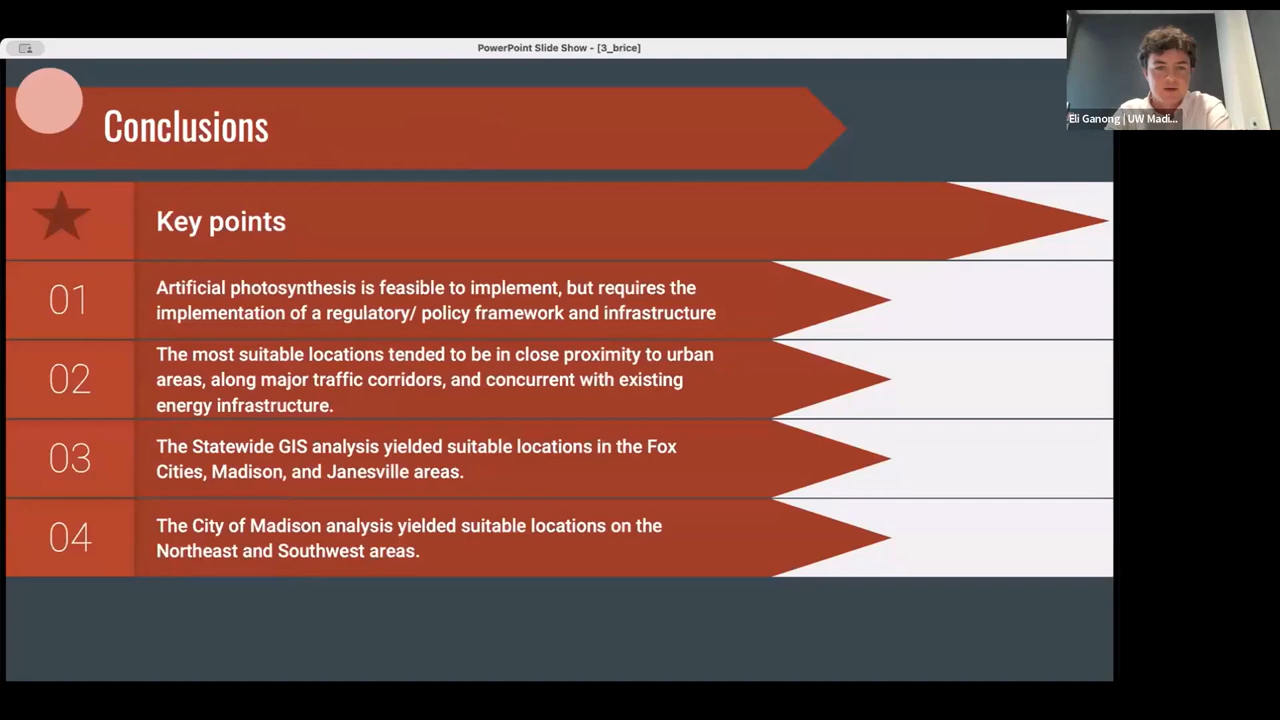 PowerPoint Slide Show - [3_brice]
Eli Ganong | UW Madi...
Conclusions
Key points
01
Artificial photosynthesis is feasible to implement, but requires the
implementation of a regulatory/ policy framework and infrastructure
02
The most suitable locations tended to be in close proximity to urban
areas, along major traffic corridors, and concurrent with existing
energy infrastructure.
03
The Statewide GIS analysis yielded suitable locations in the Fox
Cities, Madison, and Janesville areas.
04
The City of Madison analysis yielded suitable locations on the
Northeast and Southwest areas.